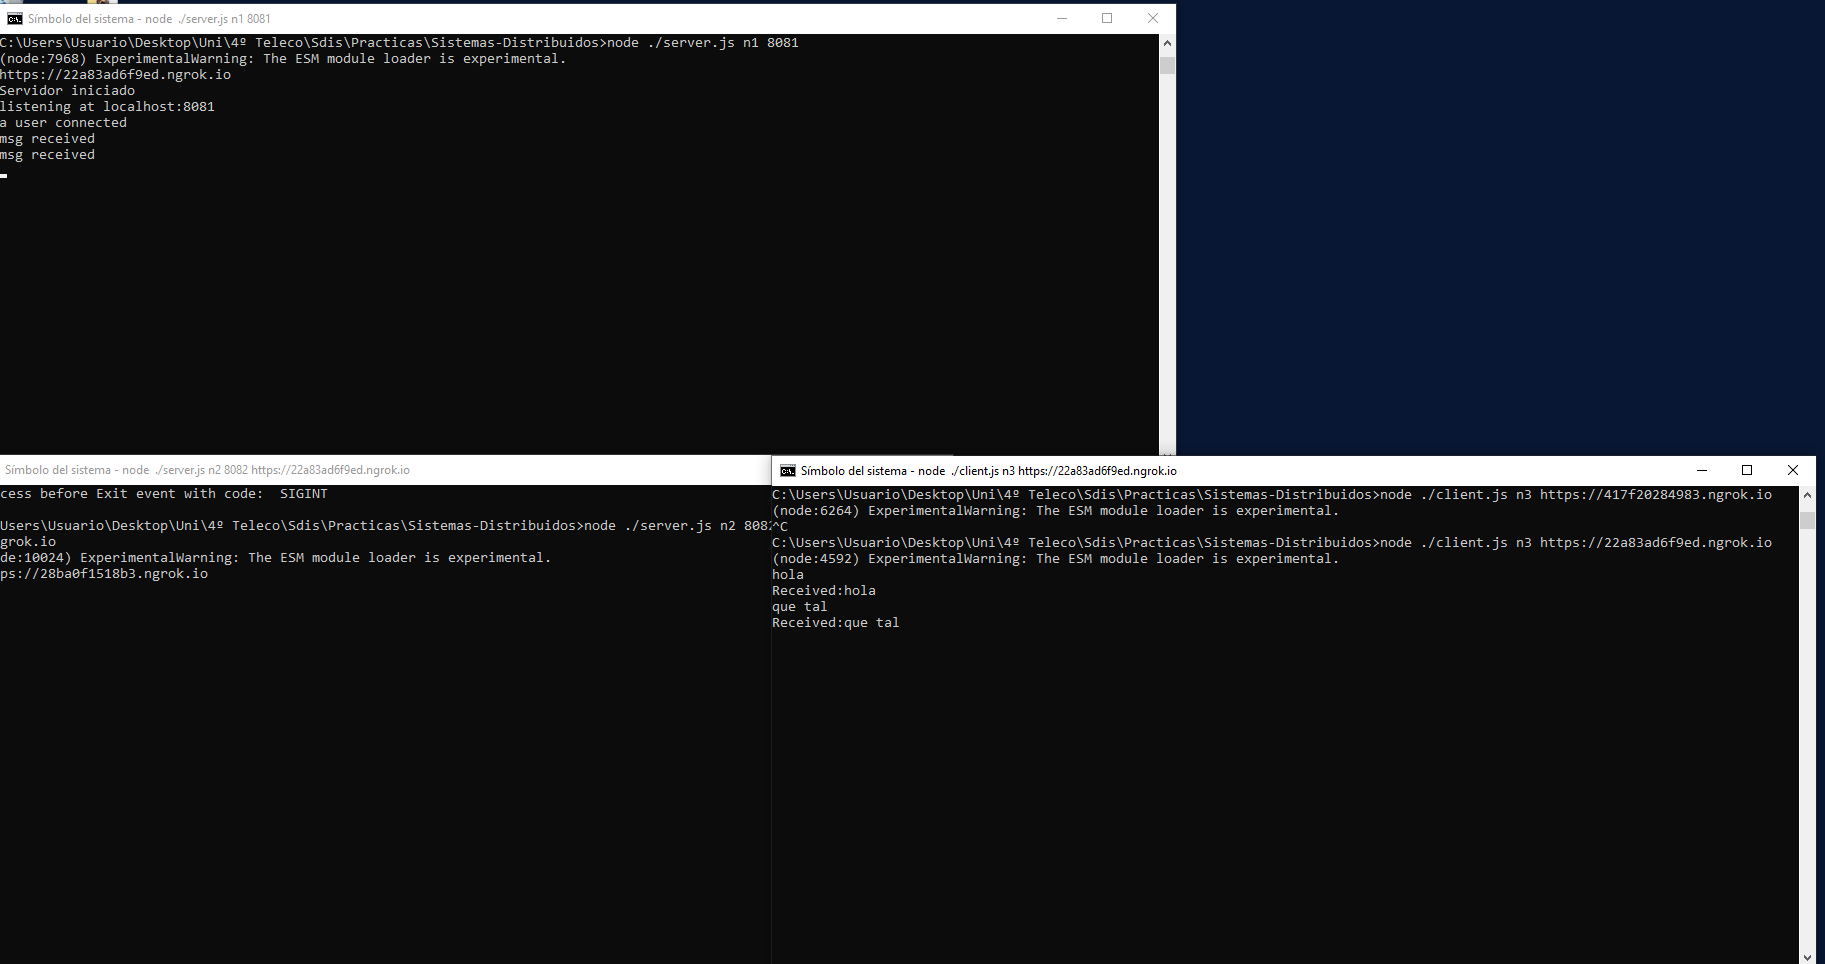 Símbolo del sistema - node ./server.js n1 8081
C:\Users\Usuario\Desktop\Uni\4º Teleco\Sdis\Practicas\Sistemas-Distribuidos>node ./server.js n1 8081
(node:7968) ExperimentalWarning: The ESM module loader is experimental.
https://22a83ad6f9ed.ngrok.io
Servidor iniciado
listening at localhost:8081
a user connected
msg received
msg received
Símbolo del sistema - node ./server.js n2 8082 https://22a83ad6f9ed.ngrok.io
cess before Exit event with code:  SIGINT
Users\Usuario\Desktop\Uni\4º Teleco\Sdis\Practicas\Sistemas-Distribuidos>node ./server.js n2 8082
grok.io
de:10024) ExperimentalWarning: The ESM module loader is experimental.
ps://28ba0f1518b3.ngrok.io
Símbolo del sistema - node ./client.js n3 https://22a83ad6f9ed.ngrok.io
C:\Users\Usuario\Desktop\Uni\4º Teleco\Sdis\Practicas\Sistemas-Distribuidos>node ./client.js n3 https://417f20284983.ngrok.io
(node:6264) ExperimentalWarning: The ESM module loader is experimental.
^C
C:\Users\Usuario\Desktop\Uni\4º Teleco\Sdis\Practicas\Sistemas-Distribuidos>node ./client.js n3 https://22a83ad6f9ed.ngrok.io
(node:4592) ExperimentalWarning: The ESM module loader is experimental.
hola
Received:hola
que tal
Received:que tal